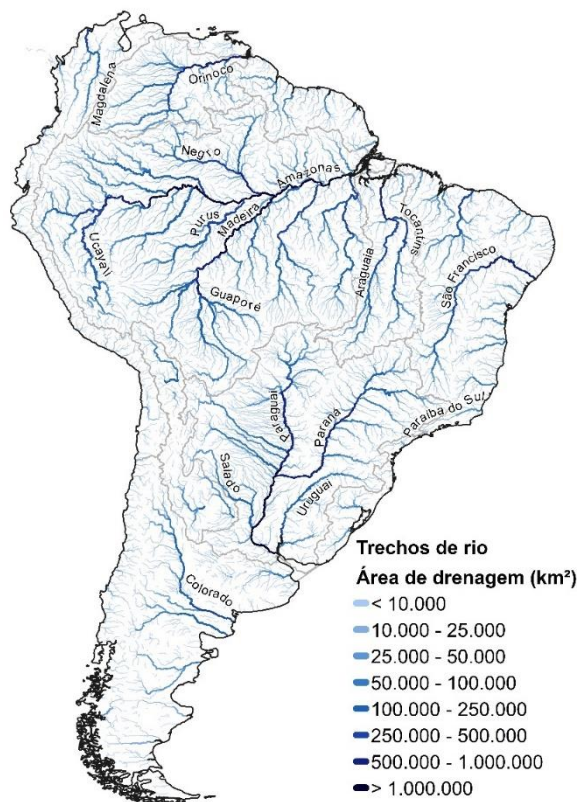 Magdalena
Orinoco
Negro
Amazonas
Purus
Madeira
Ucayali
Guaporé
Araguaia
Tocantins
São Francisco
Paraguai
Paraná
Paraíba do Sul
Salado
Uruguai
Colorado
Trechos de rio
Área de drenagem (km²)
< 10.000
10.000 - 25.000
25.000 - 50.000
50.000 - 100.000
100.000 - 250.000
250.000 - 500.000
500.000 - 1.000.000
> 1.000.000